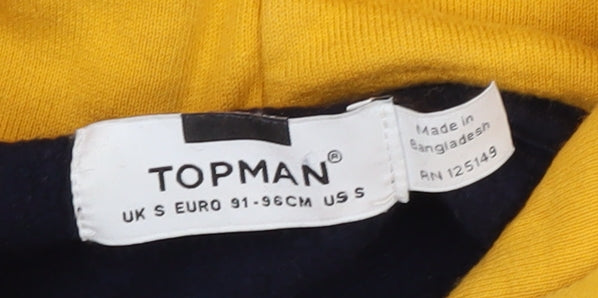 TOPMAN®
UK S EURO 91-96CM US S
Made in
Bangladesh
RN 125149